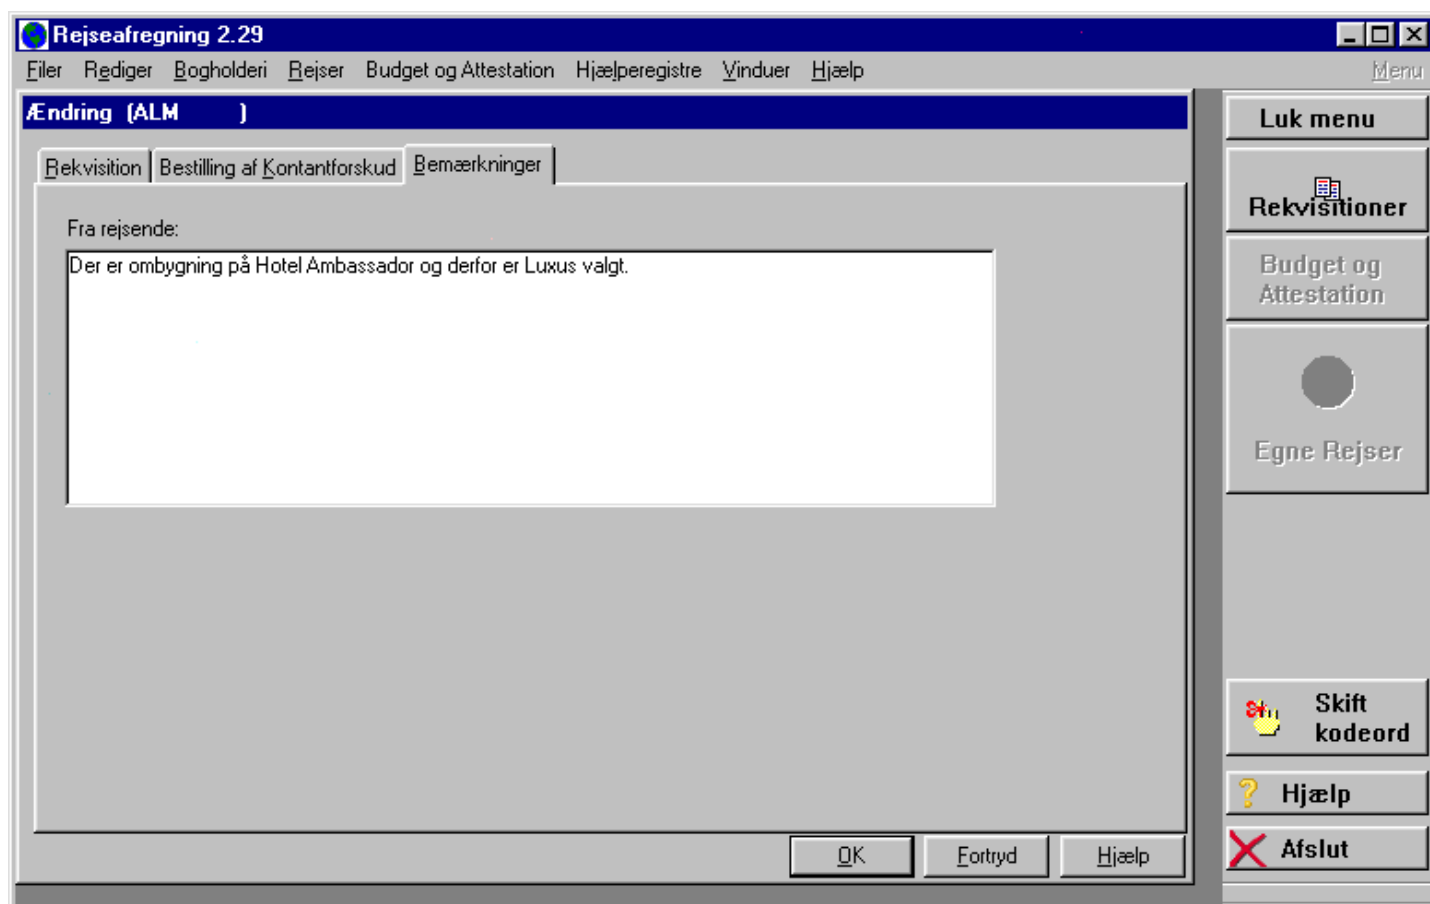 Rejseafregning 2.29
Filer Rediger Bogholderi Rejser Budget og Attestation Hjælperegistre Vinduer Hjælp Menu
Ændring (ALM )
Rekvisition Bestilling af Kontantforskud Bemærkninger
Fra rejsende:
Der er ombygning på Hotel Ambassador og derfor er Luxus valgt.
OK Fortryd Hjælp
Luk menu
Rekvisitioner
Budget og
Attestation
Egne Rejser
Skift
kodeord
Hjælp
Afslut